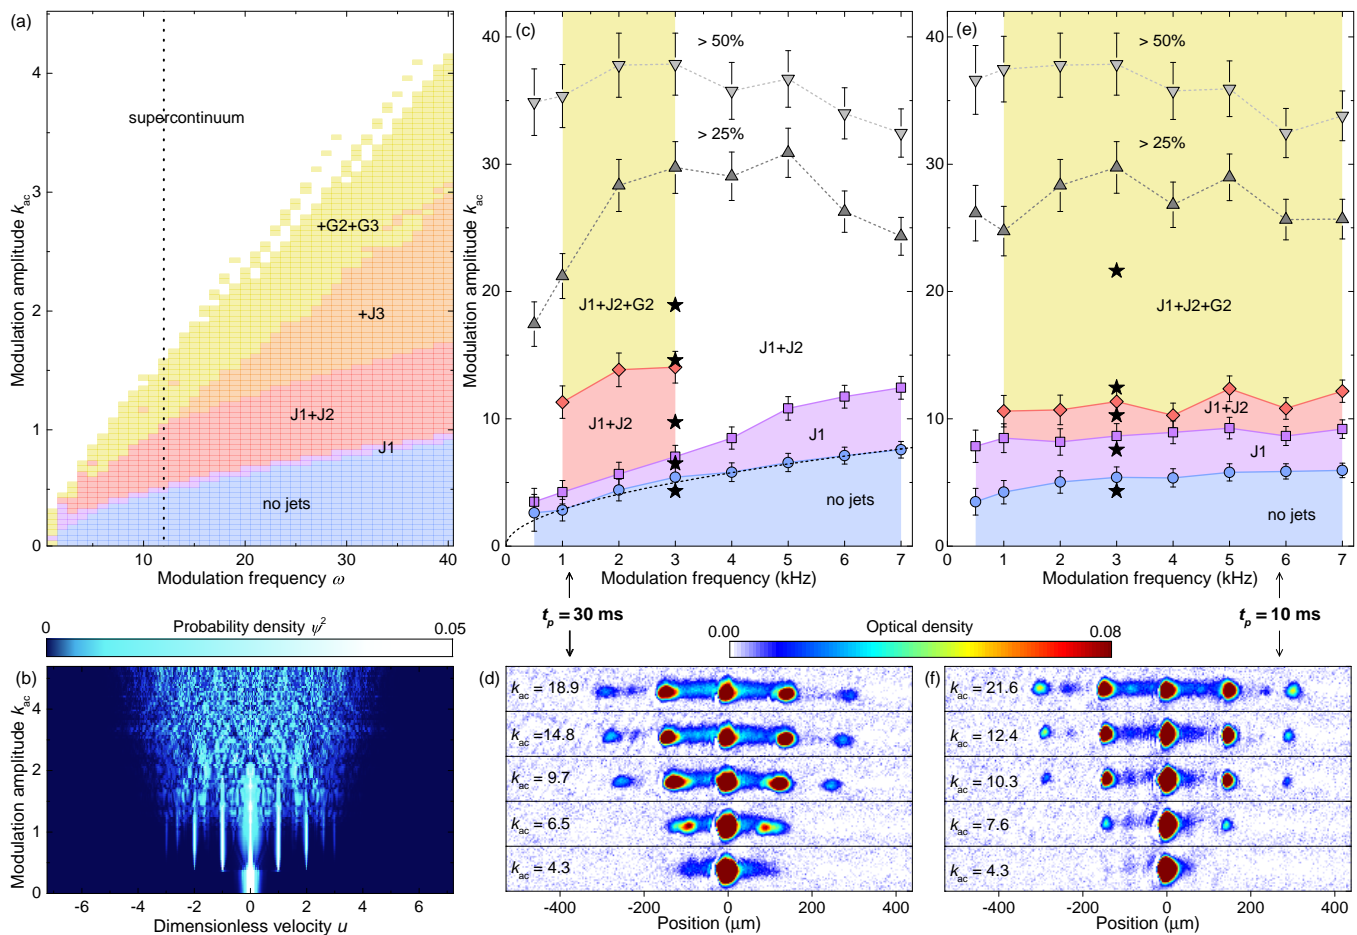 (a)
4
3
2
1
0
Modulation amplitude k_ac
supercontinuum
+G2+G3
+J3
J1+J2
J1
no jets
10 20 30 40
Modulation frequency ω
(c)
40
30
20
10
0
Modulation amplitude k_ac
> 50%
> 25%
J1+J2+G2
J1+J2
J1+J2
J1
no jets
0 1 2 3 4 5 6 7
Modulation frequency (kHz)
(e)
40
30
20
10
0
> 50%
> 25%
J1+J2+G2
J1+J2
J1
no jets
0 1 2 3 4 5 6 7
Modulation frequency (kHz)
t_p = 30 ms
t_p = 10 ms
0 Probability density ψ² 0.05
0.00 Optical density 0.08
(b)
4
2
1
0
Modulation amplitude k_ac
-6 -4 -2 0 2 4 6
Dimensionless velocity u
(d)
k_ac = 18.9
k_ac = 14.8
k_ac = 9.7
k_ac = 6.5
k_ac = 4.3
-400 -200 0 200 400
Position (μm)
(f)
k_ac = 21.6
k_ac = 12.4
k_ac = 10.3
k_ac = 7.6
k_ac = 4.3
-400 -200 0 200 400
Position (μm)